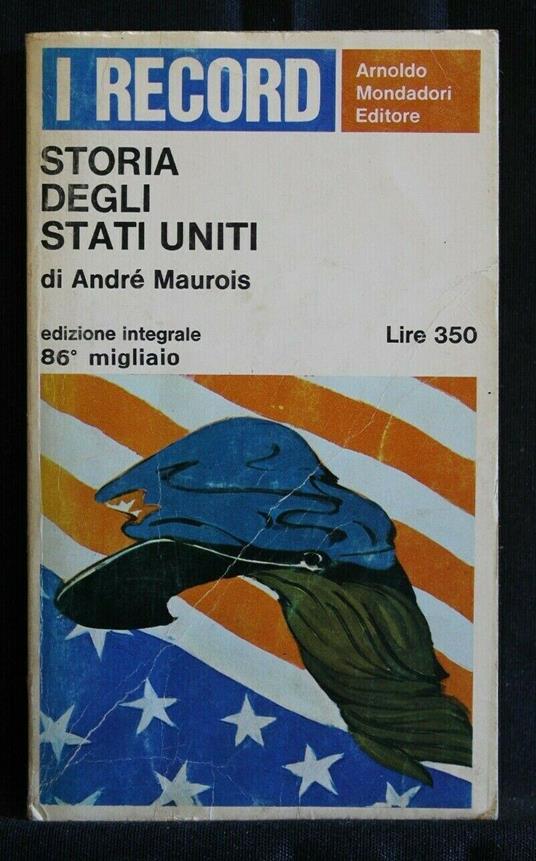 I RECORD
Arnoldo
Mondadori
Editore
STORIA
DEGLI
STATI UNITI
di André Maurois
edizione integrale
86° migliaio
Lire 350